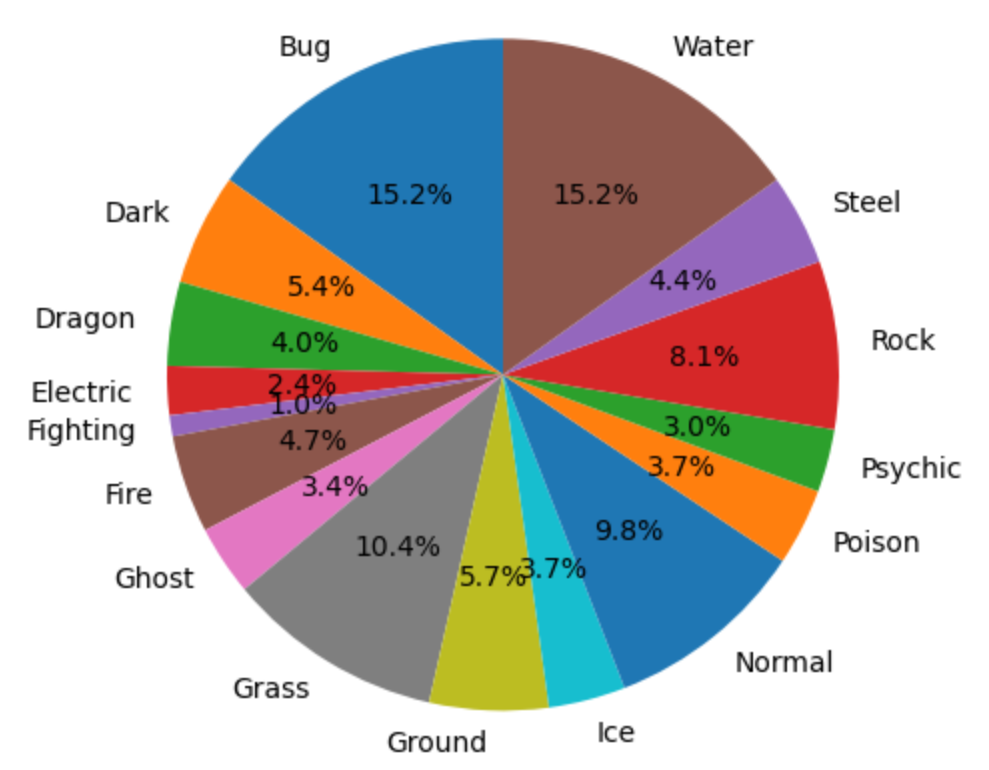 Bug
Water
15.2%
15.2%
Dark
Steel
5.4%
4.4%
Dragon
4.0%
Rock
8.1%
Electric
2.4%
Fighting
1.0%
3.0%
Psychic
4.7%
3.7%
Fire
3.4%
Poison
Ghost
10.4%
9.8%
5.7%
3.7%
Normal
Grass
Ground
Ice